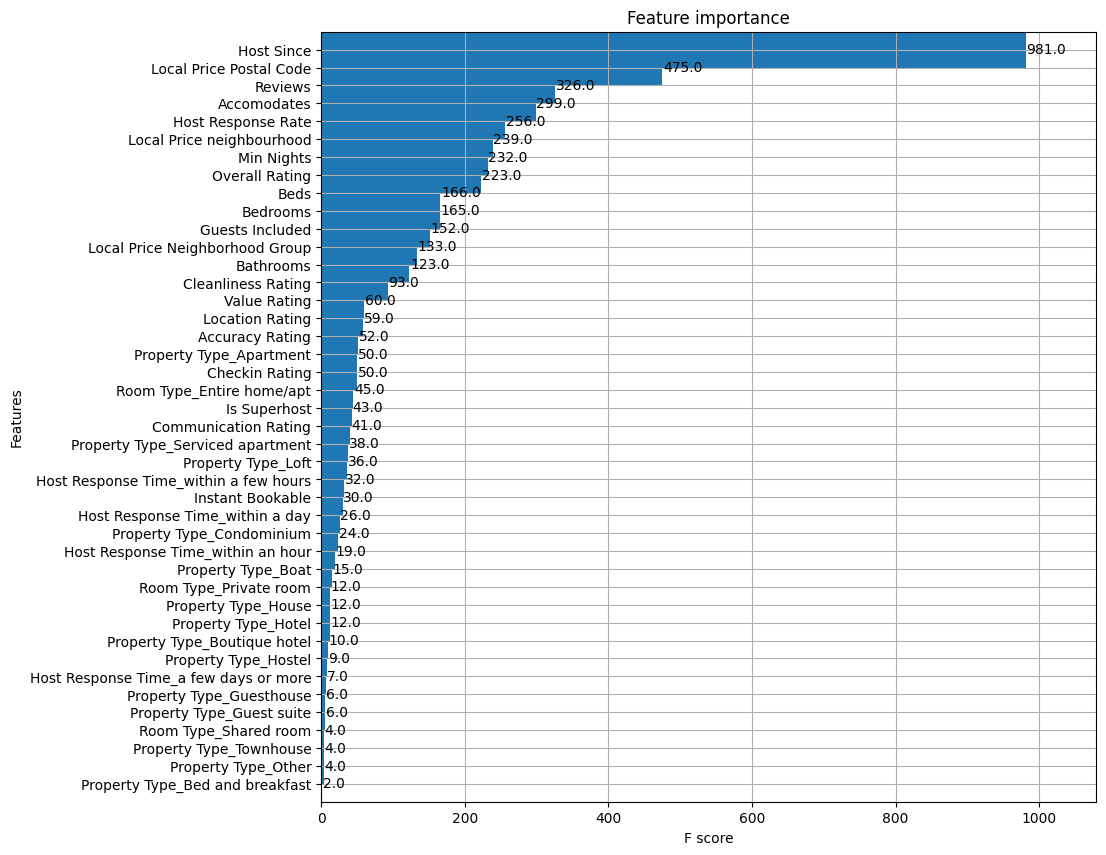 Feature importance
Host Since 981.0
Local Price Postal Code 475.0
Reviews 326.0
Accomodates 299.0
Host Response Rate 256.0
Local Price neighbourhood 239.0
Min Nights 232.0
Overall Rating 223.0
Beds 166.0
Bedrooms 165.0
Guests Included 152.0
Local Price Neighborhood Group 133.0
Bathrooms 123.0
Cleanliness Rating 93.0
Value Rating 60.0
Location Rating 59.0
Accuracy Rating 52.0
Property Type_Apartment 50.0
Checkin Rating 50.0
Room Type_Entire home/apt 45.0
Is Superhost 43.0
Communication Rating 41.0
Property Type_Serviced apartment 38.0
Property Type_Loft 36.0
Host Response Time_within a few hours 32.0
Instant Bookable 30.0
Host Response Time_within a day 26.0
Property Type_Condominium 24.0
Host Response Time_within an hour 19.0
Property Type_Boat 15.0
Room Type_Private room 12.0
Property Type_House 12.0
Property Type_Hotel 12.0
Property Type_Boutique hotel 10.0
Property Type_Hostel 9.0
Host Response Time_a few days or more 7.0
Property Type_Guesthouse 6.0
Property Type_Guest suite 6.0
Room Type_Shared room 4.0
Property Type_Townhouse 4.0
Property Type_Other 4.0
Property Type_Bed and breakfast 2.0
Features
0 200 400 600 800 1000
F score